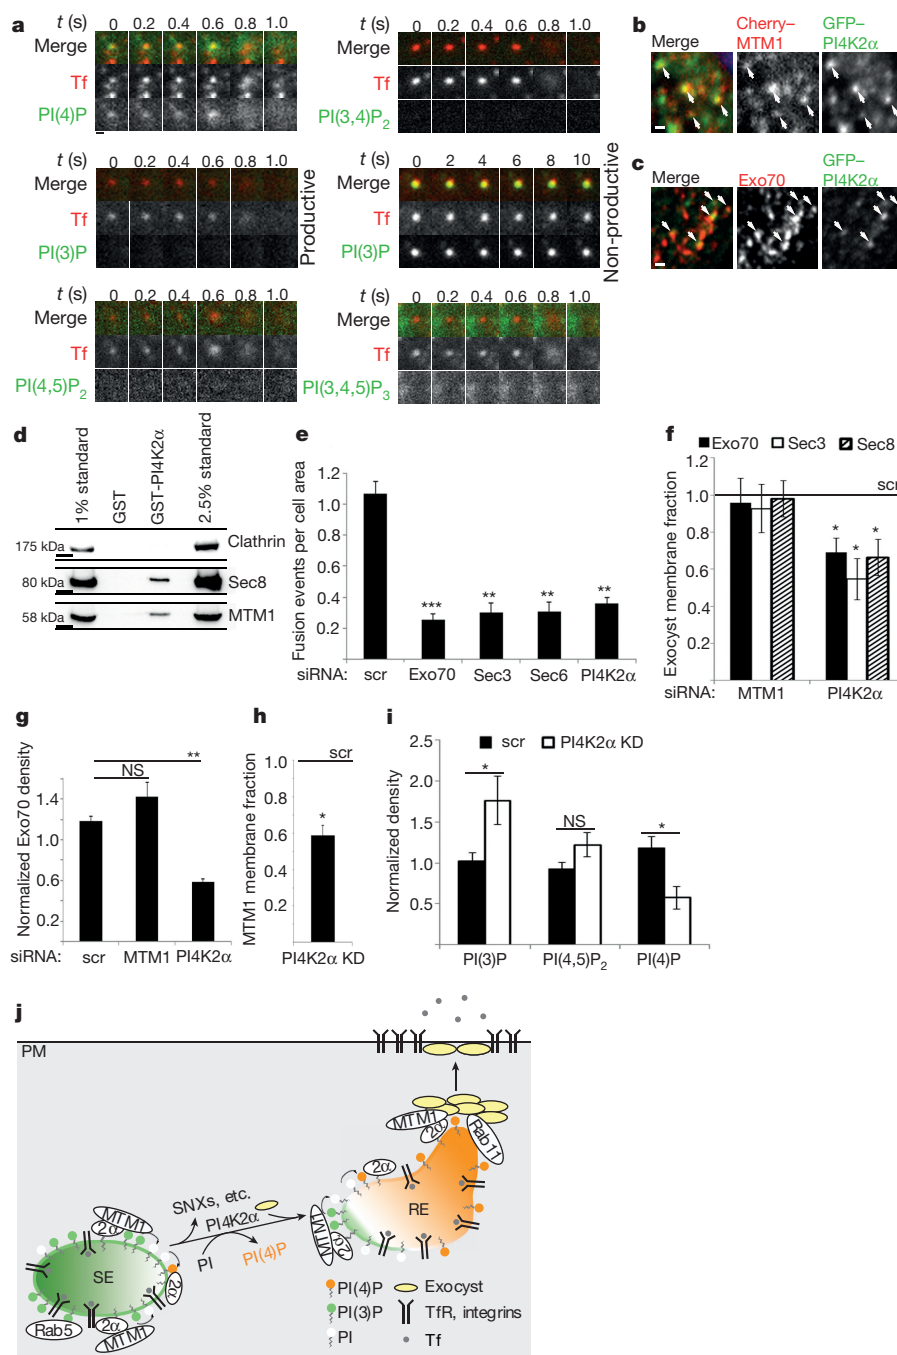 a
t (s) 0 0.2 0.4 0.6 0.8 1.0
Merge
Tf
PI(4)P
t (s) 0 0.2 0.4 0.6 0.8 1.0
Merge
Tf
PI(3,4)P2
t (s) 0 0.2 0.4 0.6 0.8 1.0
Merge
Tf
PI(3)P
Productive
t (s) 0 2 4 6 8 10
Merge
Tf
PI(3)P
Non-productive
t (s) 0 0.2 0.4 0.6 0.8 1.0
Merge
Tf
PI(4,5)P2
t (s) 0 0.2 0.4 0.6 0.8 1.0
Merge
Tf
PI(3,4,5)P3
b
Merge
Cherry–
MTM1
GFP–
PI4K2α
c
Merge
Exo70
GFP–
PI4K2α
d
1% standard
GST
GST-PI4K2α
2.5% standard
175 kDa
Clathrin
80 kDa
Sec8
58 kDa
MTM1
e
Fusion events per cell area
1.2
1.0
0.8
0.6
0.4
0.2
*** ** ** **
siRNA: scr Exo70 Sec3 Sec6 PI4K2α
f
Exo70 Sec3 Sec8
scr
Exocyst membrane fraction
1.2
1.0
0.8
0.6
0.4
0.2
0
* * *
siRNA: MTM1 PI4K2α
g
Normalized Exo70 density
1.4
1.0
0.6
0.2
**
NS
siRNA: scr MTM1 PI4K2α
h
MTM1 membrane fraction
scr
1.0
0.8
0.6
0.4
0.2
0
*
PI4K2α KD
i
scr PI4K2α KD
Normalized density
2.5
2.0
1.5
1.0
0.5
* NS *
PI(3)P PI(4,5)P2 PI(4)P
j
PM
MTM1
2α
Rab11
RE
2α
MTM1
2α
SNXs, etc.
PI4K2α
PI
PI(4)P
MTM1
2α
SE
2α
Rab5
2α
MTM1
PI(4)P
PI(3)P
PI
Exocyst
TfR, integrins
Tf